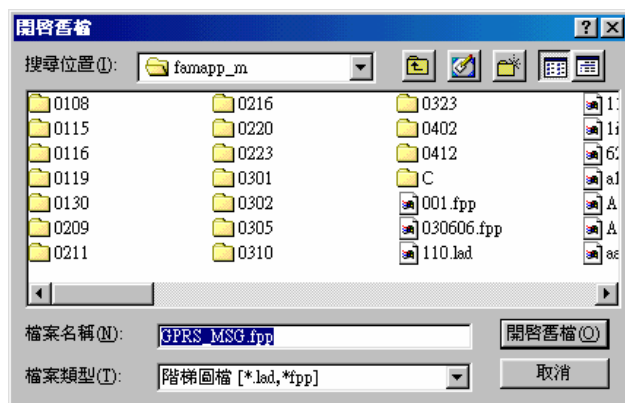 開啓舊檔
搜尋位置(I): famapp_m
0108 0216 0323
0115 0220 0402
0116 0223 0412
0119 0301 C
0130 0302 001.fpp
0209 0305 030606.fpp
0211 0310 110.lad
檔案名稱(N): GPRS_MSG.fpp 開啓舊檔(O)
檔案類型(T): 階梯圖檔 [*.lad,*fpp] 取消